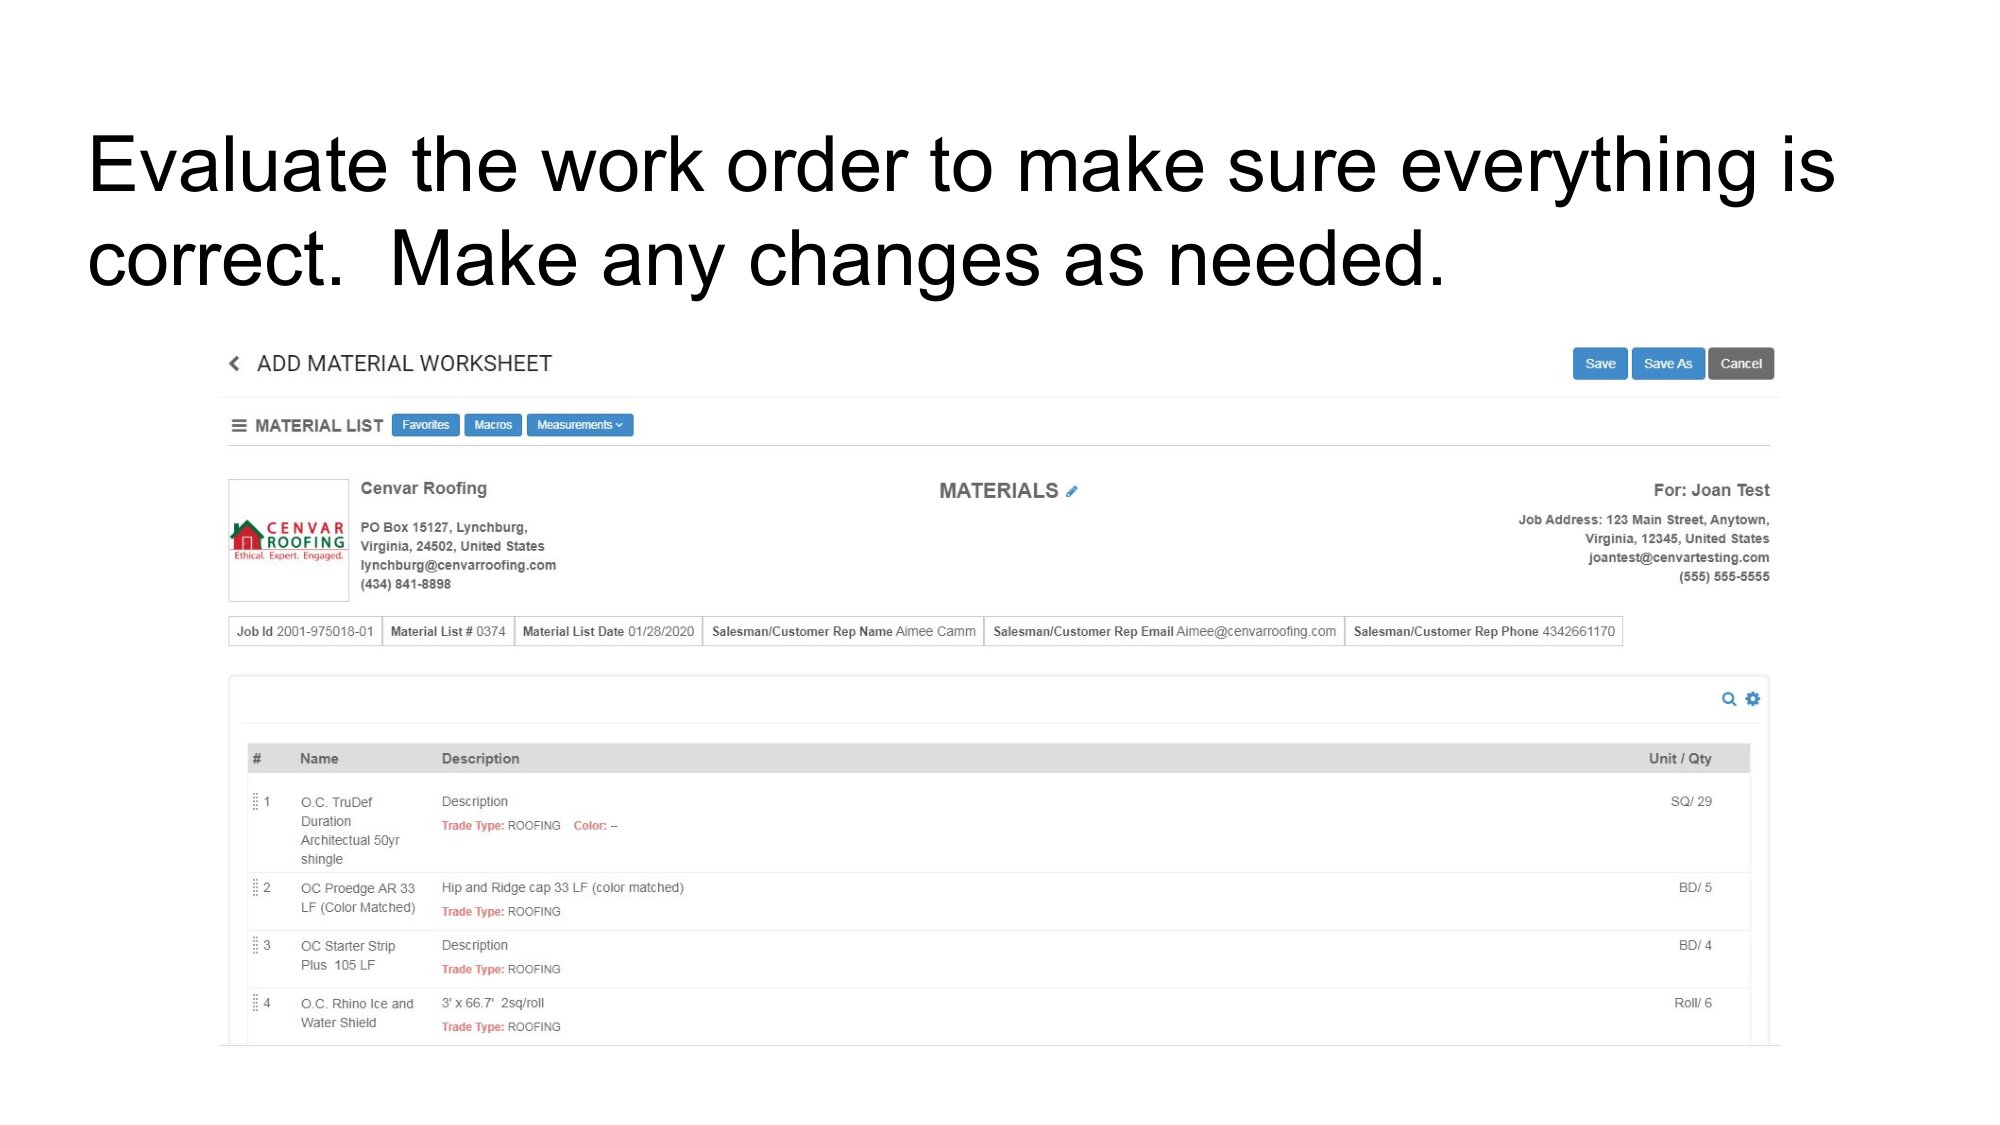 Evaluate the work order to make sure everything is
correct.  Make any changes as needed.
ADD MATERIAL WORKSHEET
Save Save As Cancel
MATERIAL LIST Favorites Macros Measurements
CENVAR
ROOFING
Ethical. Expert. Engaged.
Cenvar Roofing
PO Box 15127, Lynchburg,
Virginia, 24502, United States
lynchburg@cenvarroofing.com
(434) 841-8898
MATERIALS
For: Joan Test
Job Address: 123 Main Street, Anytown,
Virginia, 12345, United States
joantest@cenvartesting.com
(555) 555-5555
Job Id 2001-975018-01 Material List # 0374 Material List Date 01/28/2020 Salesman/Customer Rep Name Aimee Camm Salesman/Customer Rep Email Aimee@cenvarroofing.com Salesman/Customer Rep Phone 4342661170
# Name Description Unit / Qty
1 O.C. TruDef Description SQ/ 29
Duration Trade Type: ROOFING Color: --
Architectual 50yr
shingle
2 OC Proedge AR 33 Hip and Ridge cap 33 LF (color matched) BD/ 5
LF (Color Matched) Trade Type: ROOFING
3 OC Starter Strip Description BD/ 4
Plus 105 LF Trade Type: ROOFING
4 O.C. Rhino Ice and 3' x 66.7' 2sq/roll Roll/ 6
Water Shield Trade Type: ROOFING